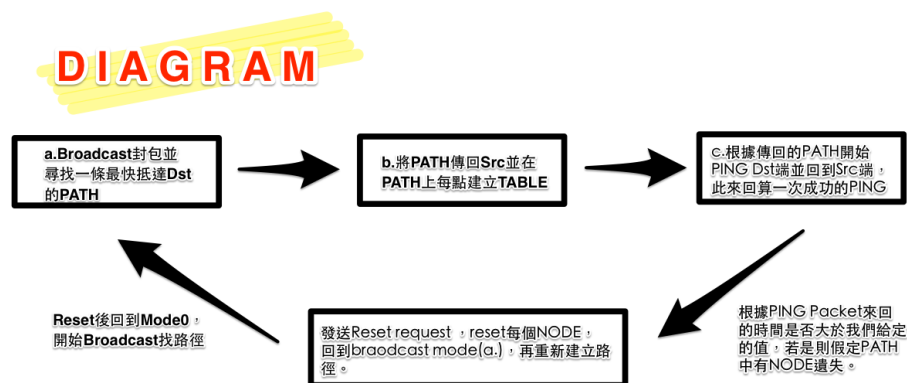 DIAGRAM
a.Broadcast封包並
尋找一條最快抵達Dst
的PATH
b.將PATH傳回Src並在
PATH上每點建立TABLE
c.根據傳回的PATH開始
PING Dst端並回到Src端，
此來回算一次成功的PING
根據PING Packet來回
的時間是否大於我們給定
的值，若是則假定PATH
中有NODE遺失。
發送Reset request ，reset每個NODE，
回到braodcast mode(a.)，再重新建立路
徑。
Reset後回到Mode0，
開始Broadcast找路徑